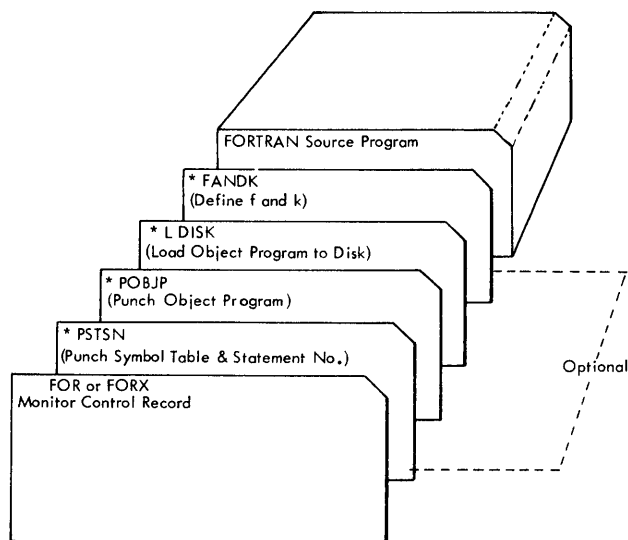 FORTRAN Source Program
* FANDK
(Define f and k)
* L DISK
(Load Object Program to Disk)
* POBJP
(Punch Object Program)
* PSTSN
(Punch Symbol Table & Statement No.)
FOR or FORX
Monitor Control Record
Optional